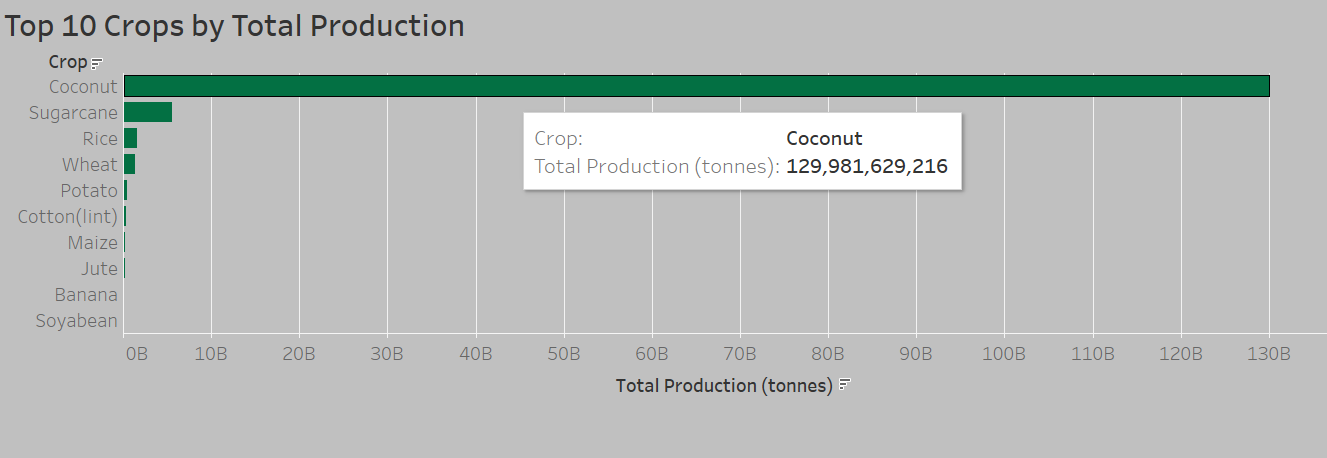 Top 10 Crops by Total Production
Crop
Coconut
Sugarcane
Rice
Wheat
Potato
Cotton(lint)
Maize
Jute
Banana
Soyabean
Crop: Coconut
Total Production (tonnes): 129,981,629,216
0B 10B 20B 30B 40B 50B 60B 70B 80B 90B 100B 110B 120B 130B
Total Production (tonnes)